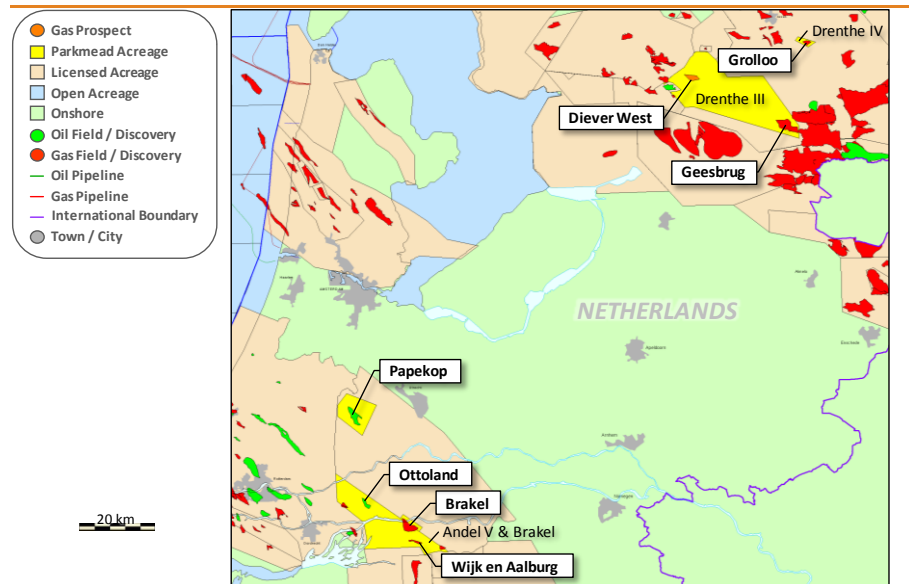 Gas Prospect
Parkmead Acreage
Licensed Acreage
Open Acreage
Onshore
Oil Field / Discovery
Gas Field / Discovery
Oil Pipeline
Gas Pipeline
International Boundary
Town / City
Drenthe IV
Grolloo
Drenthe III
Diever West
Geesbrug
NETHERLANDS
Papekop
Ottoland
Brakel
Andel V & Brakel
Wijk en Aalburg
20 km